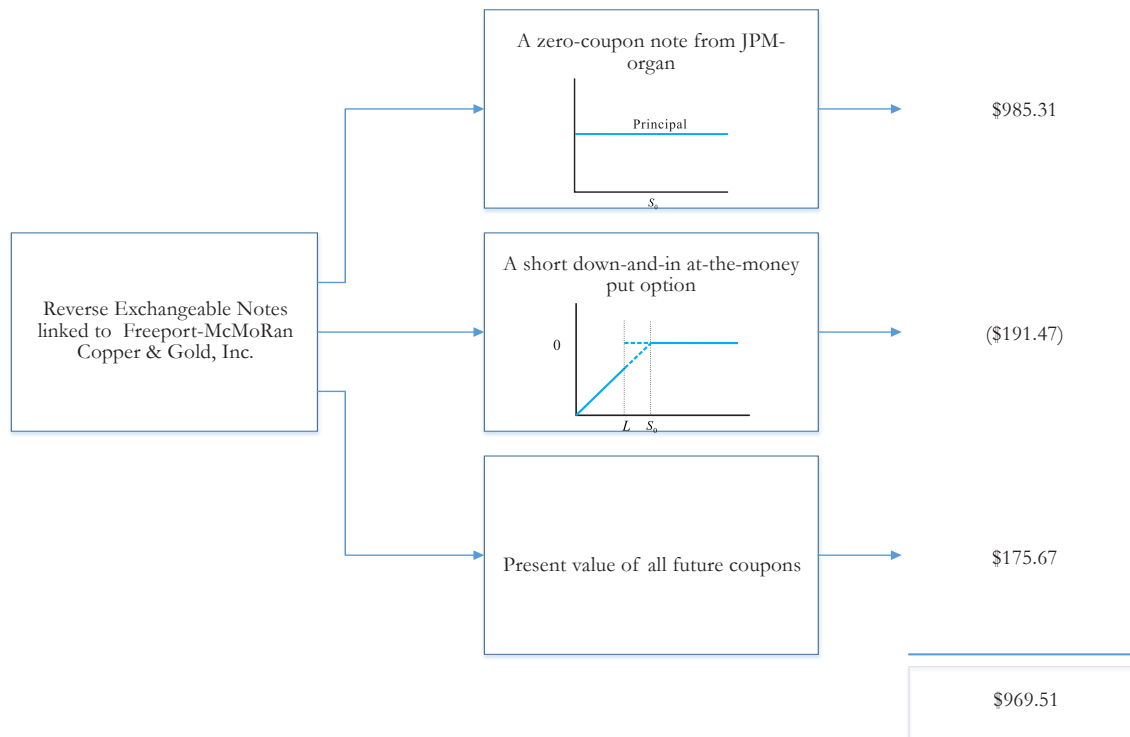 A zero-coupon note from JPM-
organ
Principal
S₀
$985.31
Reverse Exchangeable Notes
linked to Freeport-McMoRan
Copper & Gold, Inc.
A short down-and-in at-the-money
put option
0
L S₀
($191.47)
Present value of all future coupons
$175.67
$969.51